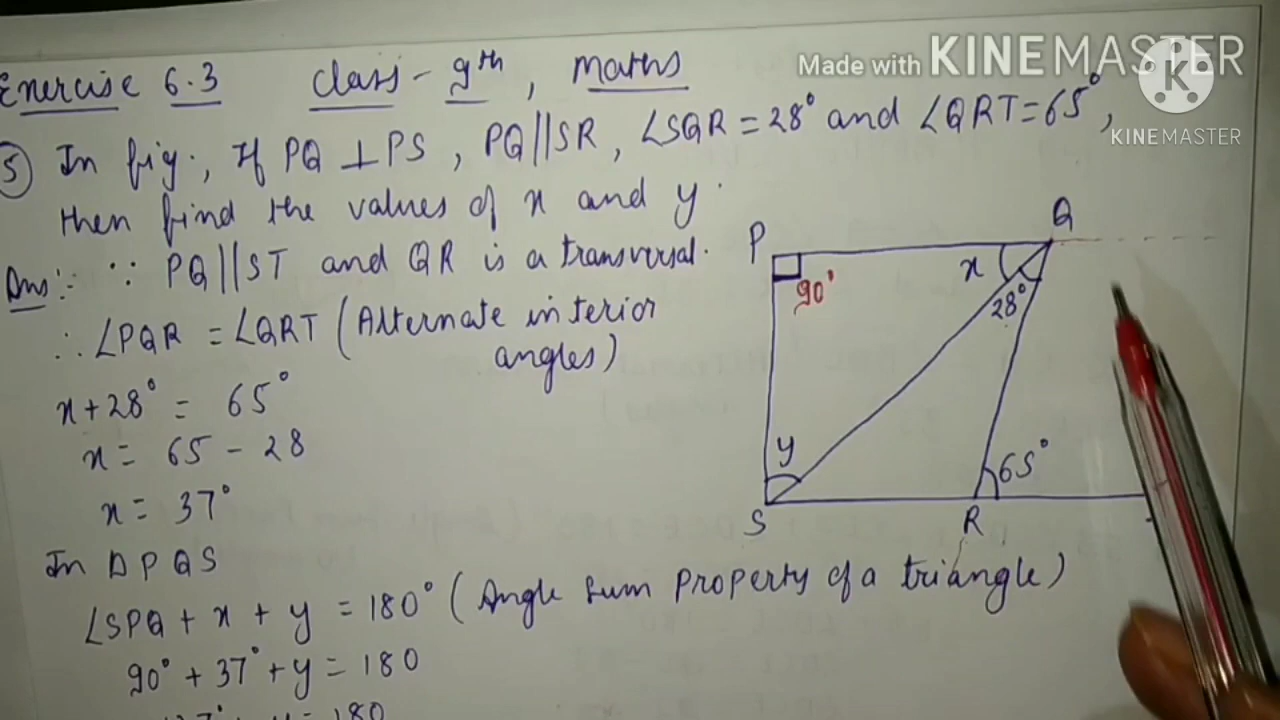 Exercise 6.3 Class - 9th, Maths
Made with KINEMASTER
K
KINEMASTER
5 In fig., If PQ ⊥ PS, PQ||SR, ∠SQR = 28° and ∠QRT = 65°,
then find the values of x and y.
Ans:- ∵ PQ||ST and QR is a transversal.
∴ ∠PQR = ∠QRT (Alternate interior
angles)
x + 28° = 65°
x = 65 - 28
x = 37°
In Δ PQS
∠SPQ + x + y = 180° (Angle Sum Property of a triangle)
90° + 37° + y = 180
y = 180
P
Q
90°
x
28°
y
65°
S
R